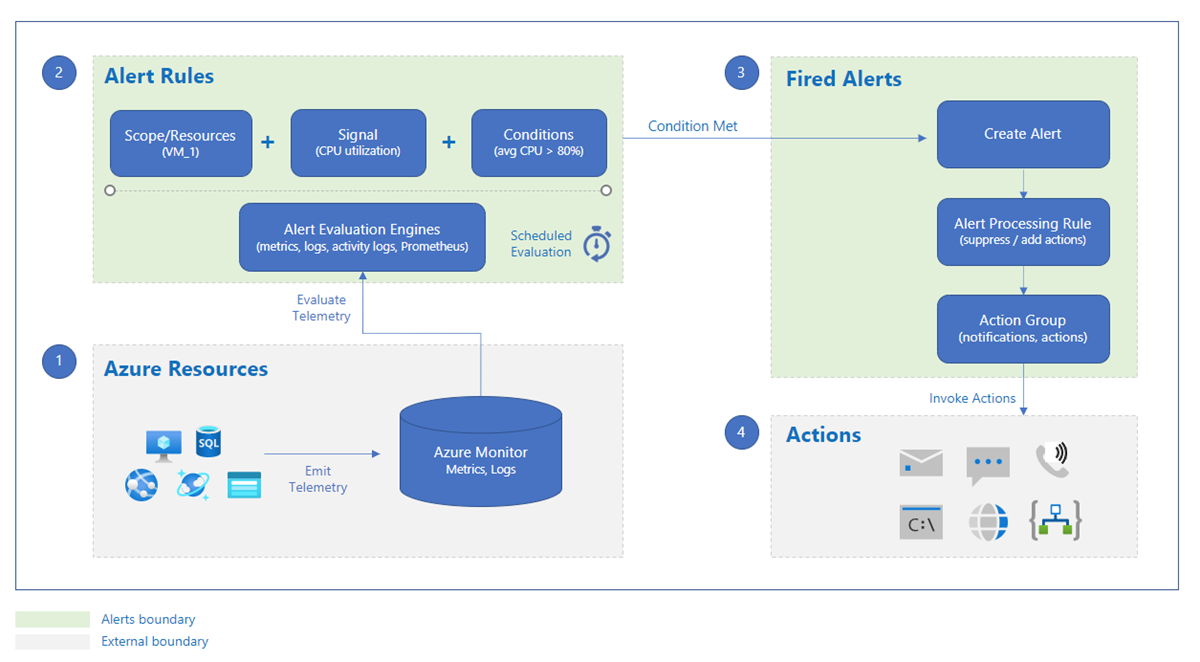 2
Alert Rules
Scope/Resources
(VM_1)
+
Signal
(CPU utilization)
+
Conditions
(avg CPU > 80%)
Alert Evaluation Engines
(metrics, logs, activity logs, Prometheus)
Scheduled
Evaluation
Condition Met
3
Fired Alerts
Create Alert
Alert Processing Rule
(suppress / add actions)
Action Group
(notifications, actions)
Evaluate
Telemetry
Invoke Actions
1
Azure Resources
SQL
Emit
Telemetry
Azure Monitor
Metrics, Logs
4
Actions
C:\
Alerts boundary
External boundary